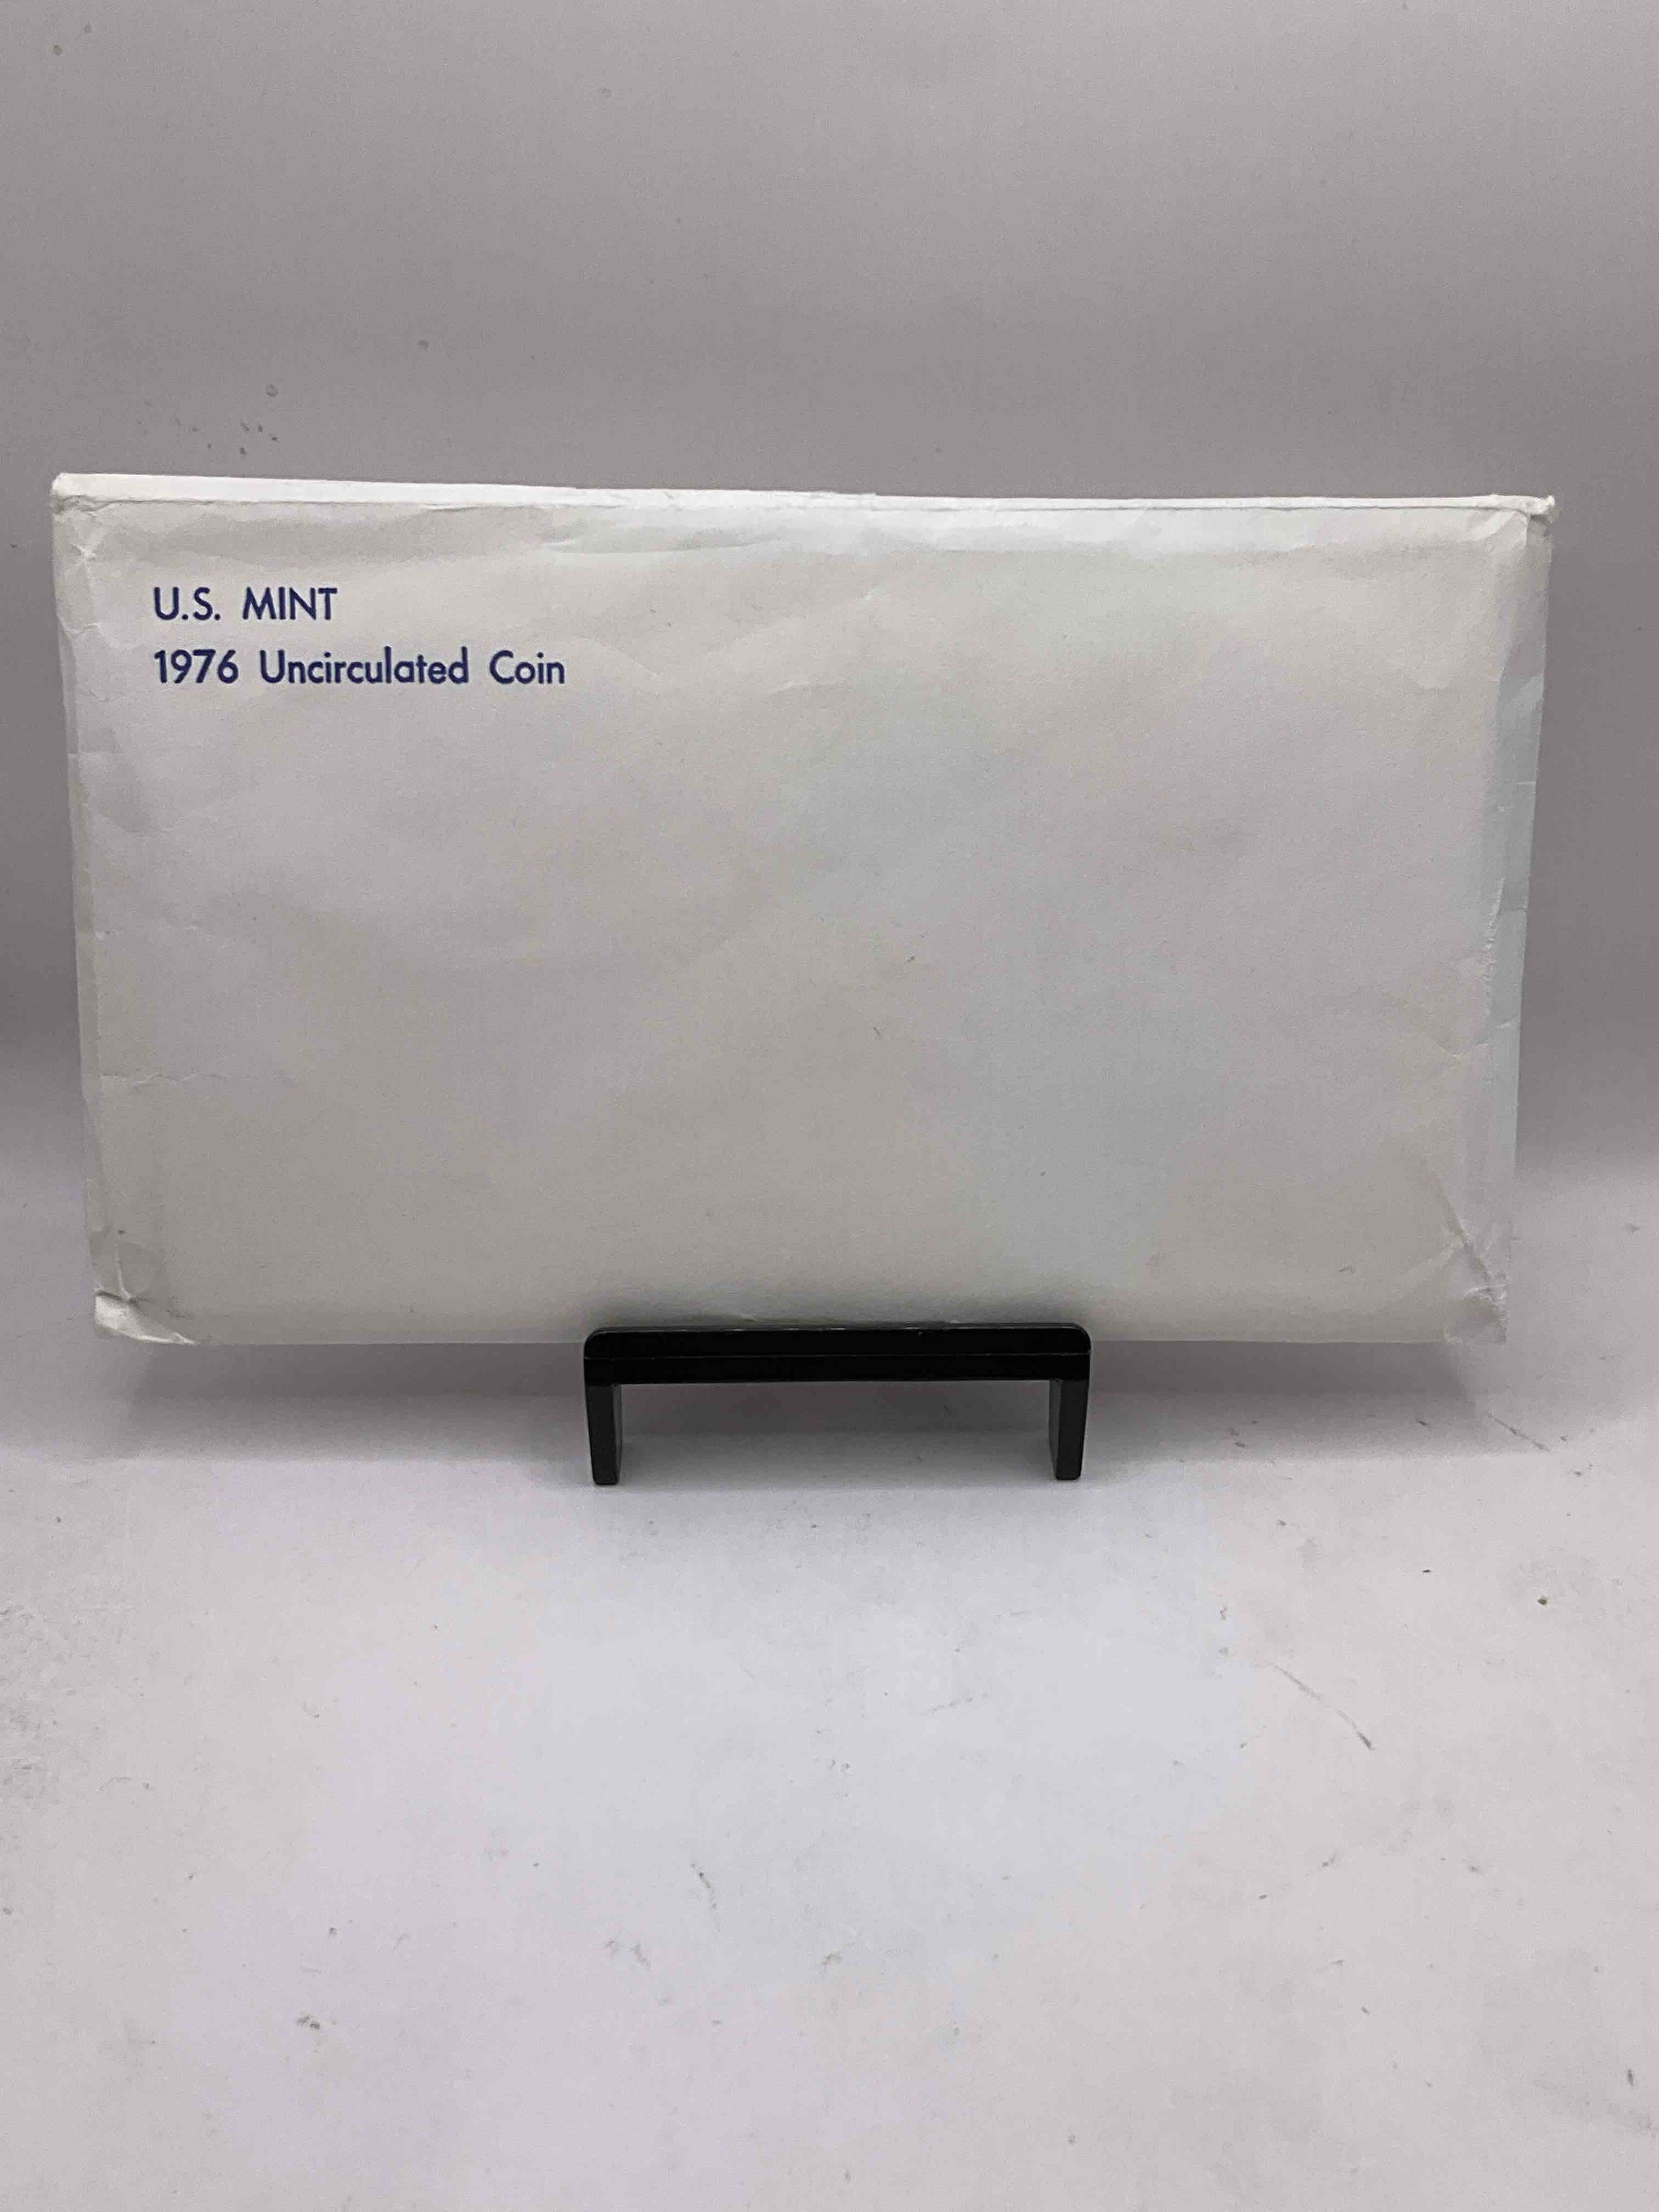 U.S. MINT
1976 Uncirculated Coin